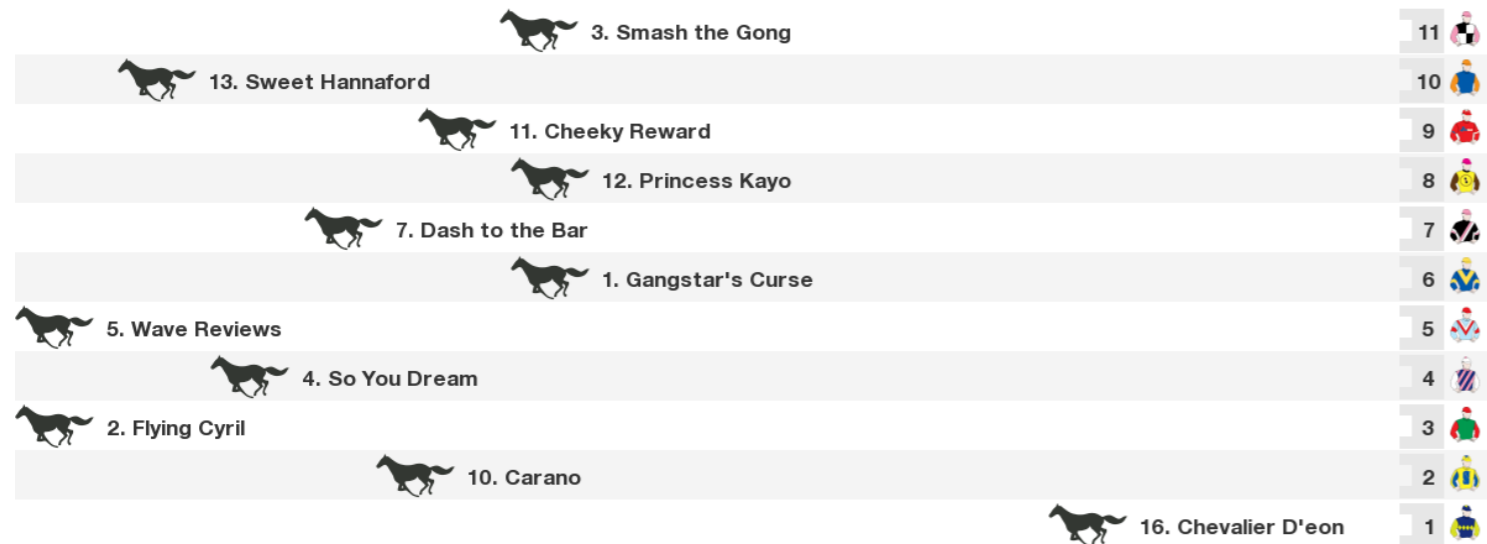 3. Smash the Gong 11
13. Sweet Hannaford 10
11. Cheeky Reward 9
12. Princess Kayo 8
7. Dash to the Bar 7
1. Gangstar's Curse 6
5. Wave Reviews 5
4. So You Dream 4
2. Flying Cyril 3
10. Carano 2
16. Chevalier D'eon 1